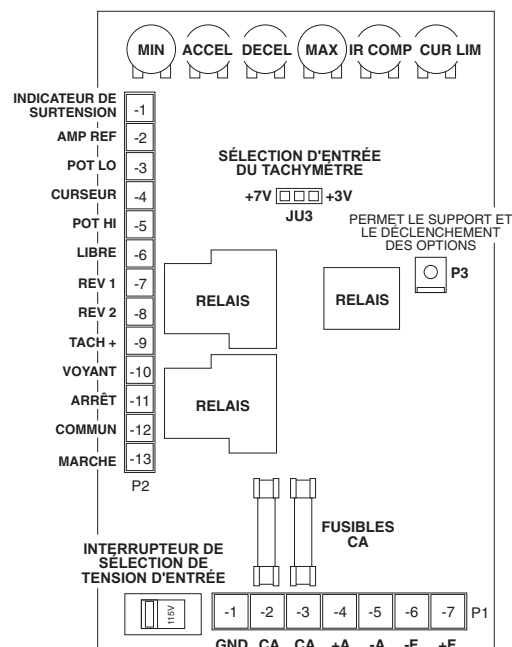 MIN ACCEL DECEL MAX IR COMP CUR LIM
INDICATEUR DE
SURTENSION -1
AMP REF -2
POT LO -3
CURSEUR -4
POT HI -5
LIBRE -6
REV 1 -7
REV 2 -8
TACH + -9
VOYANT -10
ARRÊT -11
COMMUN -12
MARCHE -13
P2
SÉLECTION D'ENTRÉE
DU TACHYMÉTRE
+7V +3V
JU3
PERMET LE SUPPORT ET
LE DÉCLENCHEMENT
DES OPTIONS
P3
RELAIS
RELAIS
RELAIS
FUSIBLES
CA
INTERRUPTEUR DE
SÉLECTION DE
TENSION D'ENTRÉE
115V
-1 -2 -3 -4 -5 -6 -7 P1
GND CA CA +A -A -F +F